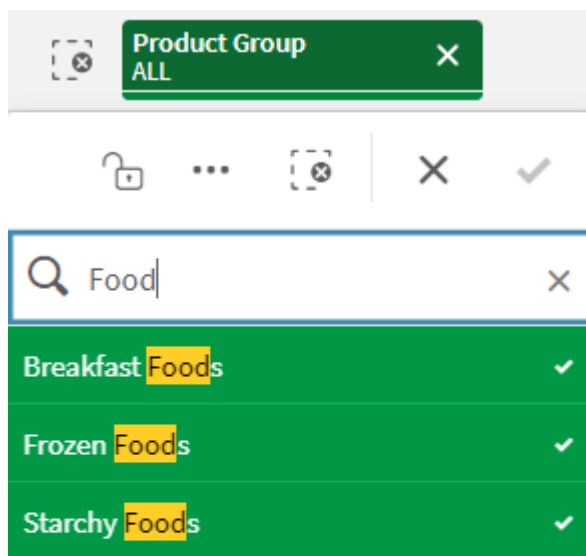 Product Group
ALL
Food
Breakfast Foods
Frozen Foods
Starchy Foods